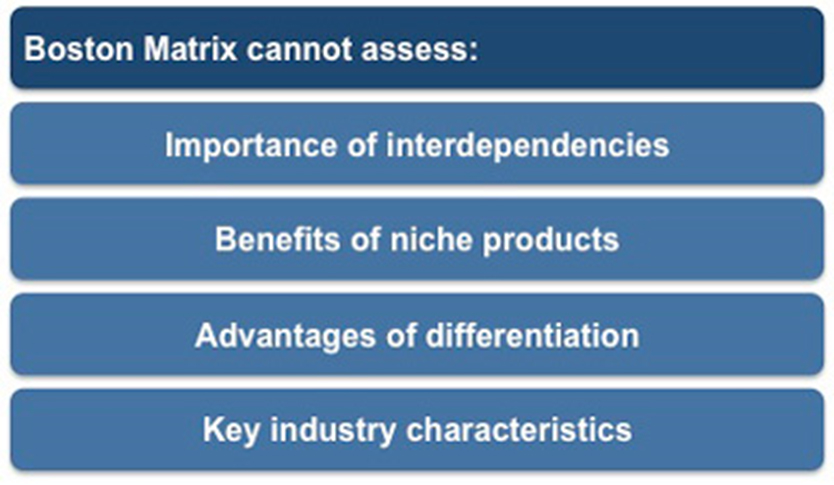 Boston Matrix cannot assess:
Importance of interdependencies
Benefits of niche products
Advantages of differentiation
Key industry characteristics